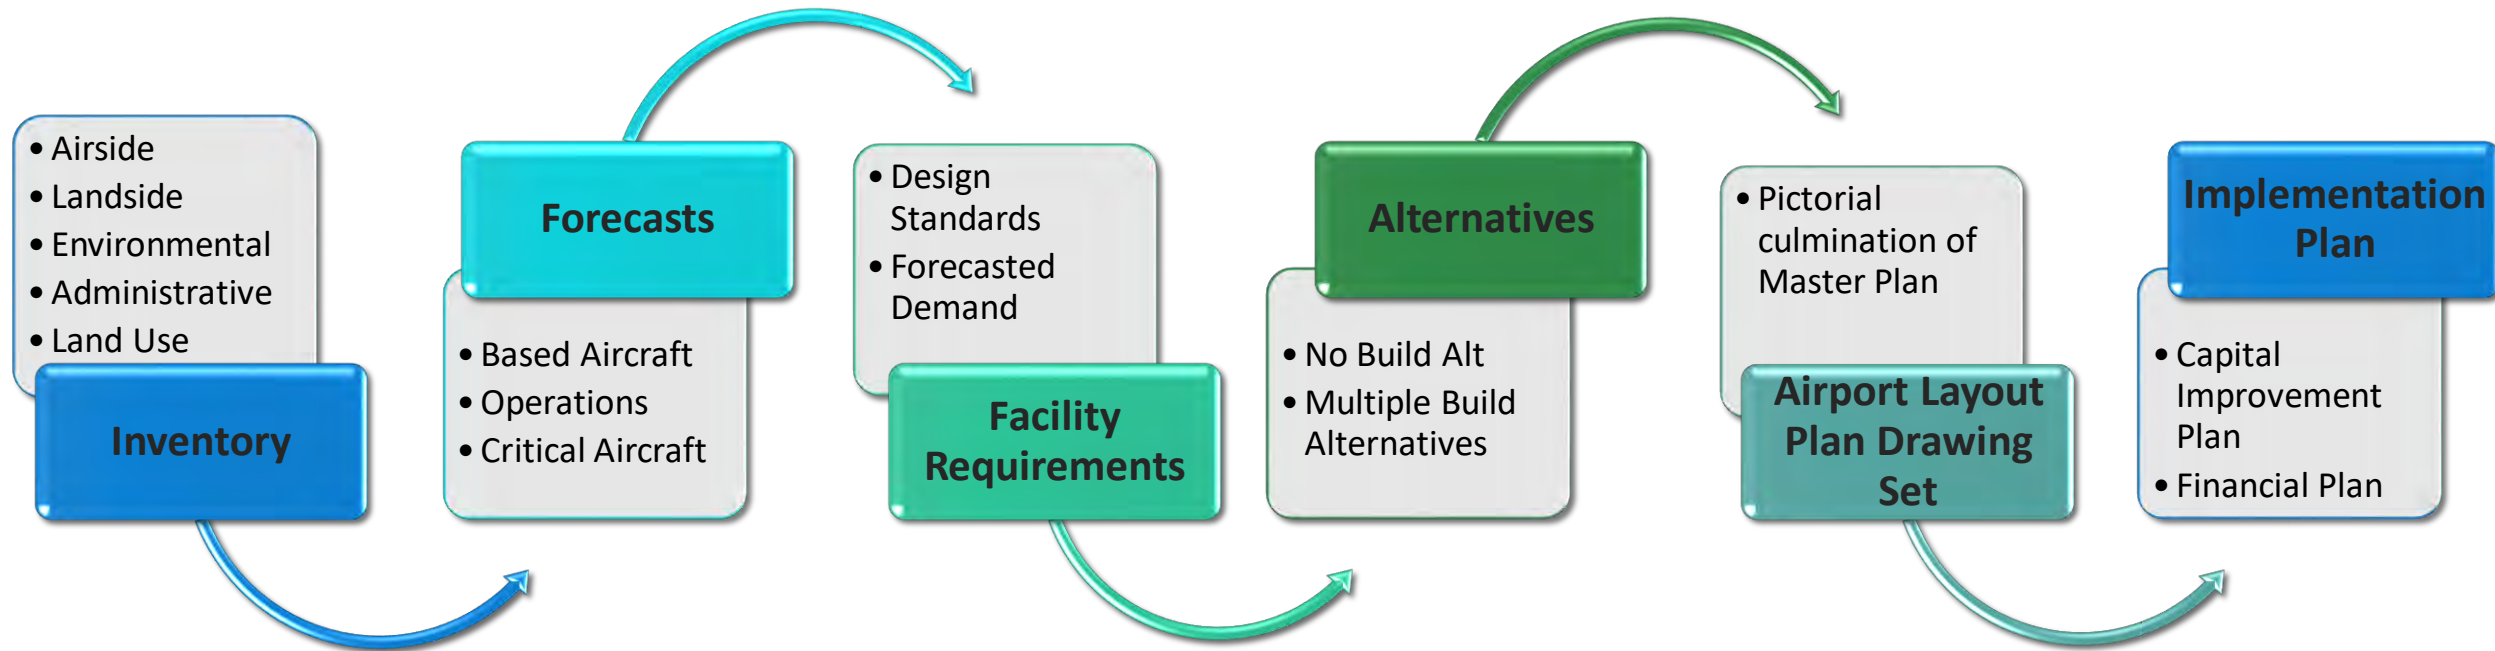 • Airside
• Landside
• Environmental
• Administrative
• Land Use
Inventory
Forecasts
• Based Aircraft
• Operations
• Critical Aircraft
• Design
Standards
• Forecasted
Demand
Facility
Requirements
Alternatives
• No Build Alt
• Multiple Build
Alternatives
• Pictorial
culmination of
Master Plan
Airport Layout
Plan Drawing
Set
Implementation
Plan
• Capital
Improvement
Plan
• Financial Plan